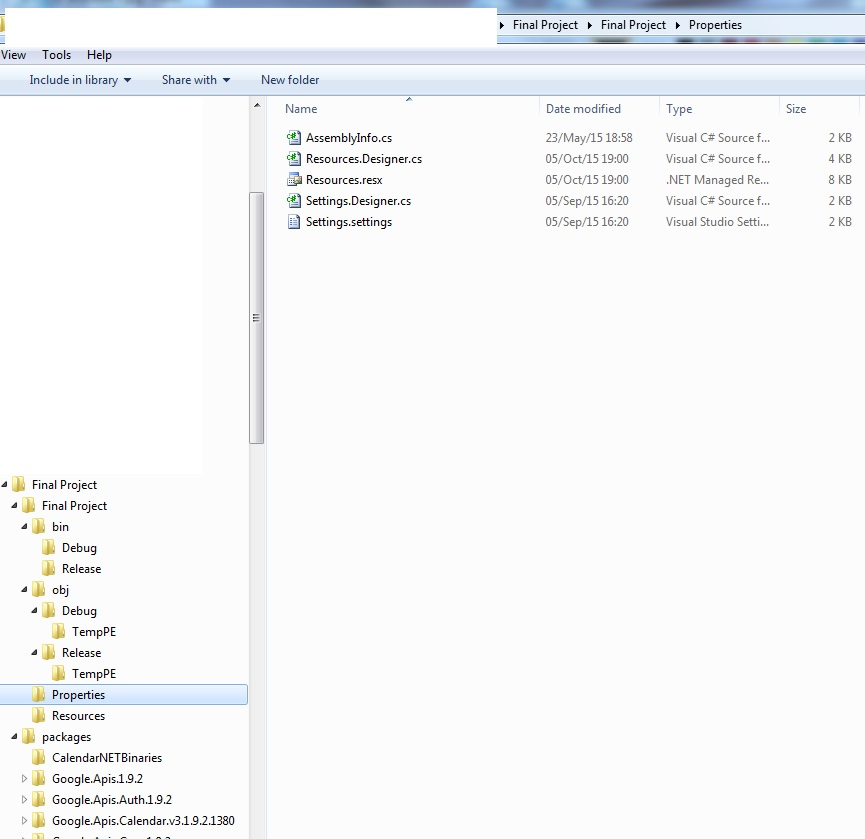 Final Project Final Project Properties
View Tools Help
Include in library Share with New folder
Name Date modified Type Size
AssemblyInfo.cs 23/May/15 18:58 Visual C# Source f... 2 KB
Resources.Designer.cs 05/Oct/15 19:00 Visual C# Source f... 4 KB
Resources.resx 05/Oct/15 19:00 .NET Managed Re... 8 KB
Settings.Designer.cs 05/Sep/15 16:20 Visual C# Source f... 2 KB
Settings.settings 05/Sep/15 16:20 Visual Studio Setti... 2 KB
Final Project
Final Project
bin
Debug
Release
obj
Debug
TempPE
Release
TempPE
Properties
Resources
packages
CalendarNETBinaries
Google.Apis.1.9.2
Google.Apis.Auth.1.9.2
Google.Apis.Calendar.v3.1.9.2.1380